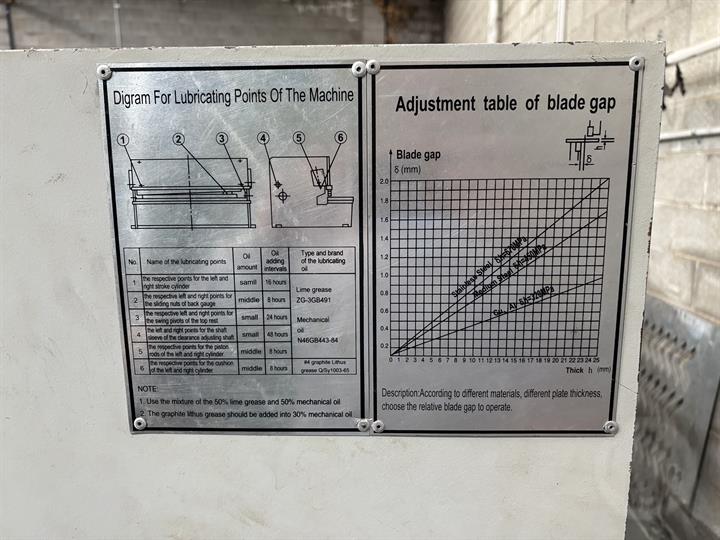 Digram For Lubricating Points Of The Machine
1 2 3 4 5 6
No. Name of the lubricating points Oil amount Oil adding intervals Type and brand of the lubricating oil
1 the respective points for the left and right stroke cylinder samll 16 hours
Lime grease
ZG-3GB491
2 the respective left and right points for the sliding nuts of back gauge middle 8 hours
3 the respective left and right points for the swing pivots of the top rest small 24 hours
Mechanical
oil
N46GB443-84
4 the left and right points for the shaft sleeve of the clearance adjusting shaft small 48 hours
5 the respective points for the piston rods of the left and right cylinder middle 8 hours
6 the respective points for the cushion of the left and right cylinder middle 8 hours
#4 graphite Lithus
grease Q/Sy1003-65
NOTE:
1. Use the mixture of the 50% lime grease and 50% mechanical oil
2. The graphite lithus grease should be added into 30% mechanical oil
Adjustment table of blade gap
δ
Blade gap
δ (mm)
2.0
1.8
1.6
1.4
1.2
1.0
0.8
0.6
0.4
0.2
Stainless Steel
Medium Steel
0 1 2 3 4 5 6 7 8 9 10 11 12 13 14 15 16 17 18 19 20 21 22 23 24 25
Thick h (mm)
Description:According to different materials, different plate thickness,
choose the relative blade gap to operate.